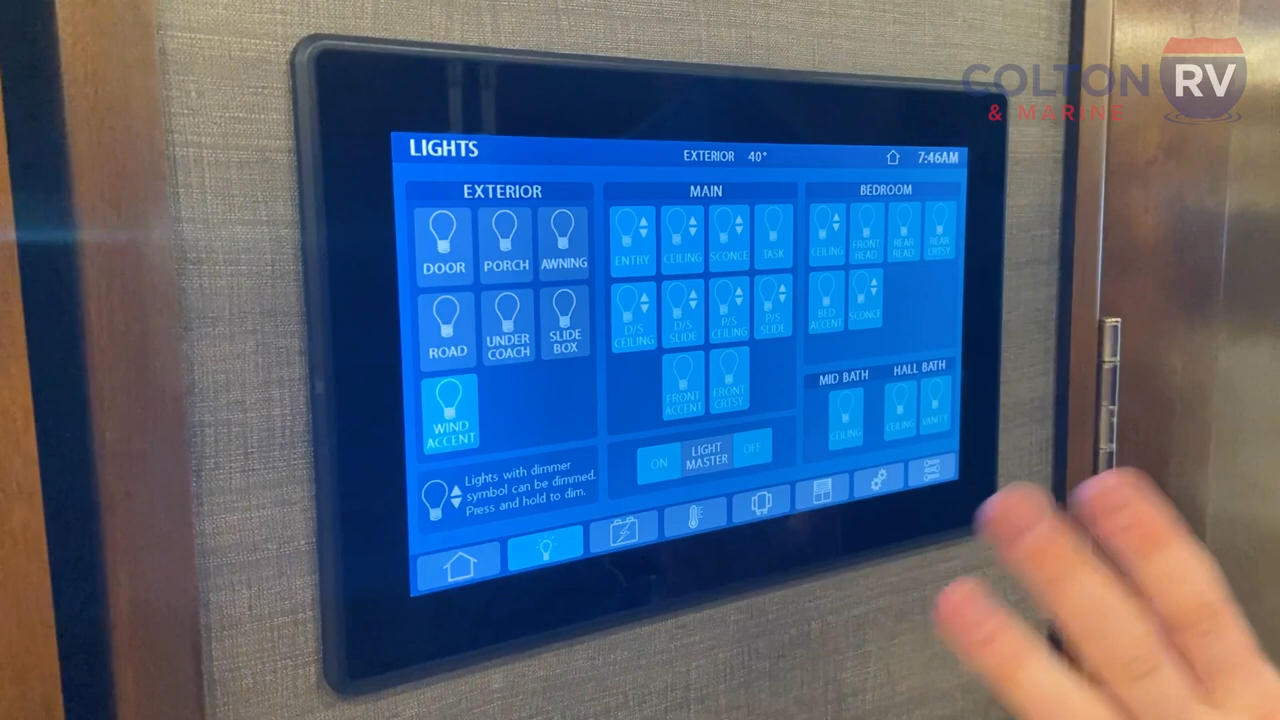 COLTON RV
& MARINE
LIGHTS
EXTERIOR 40°
7:46AM
EXTERIOR
DOOR
PORCH
AWNING
ROAD
UNDER
COACH
SLIDE
BOX
WIND
ACCENT
Lights with dimmer
symbol can be dimmed.
Press and hold to dim.
MAIN
ENTRY
CEILING
SCONCE
TASK
D/S
CEILING
D/S
SLIDE
P/S
CEILING
P/S
SLIDE
FRONT
ACCENT
FRONT
CRTSY
ON
LIGHT
MASTER
OFF
BEDROOM
CEILING
FRONT
READ
REAR
READ
REAR
CRTSY
BED
ACCENT
SCONCE
MID BATH
CEILING
HALL BATH
CEILING
VANITY